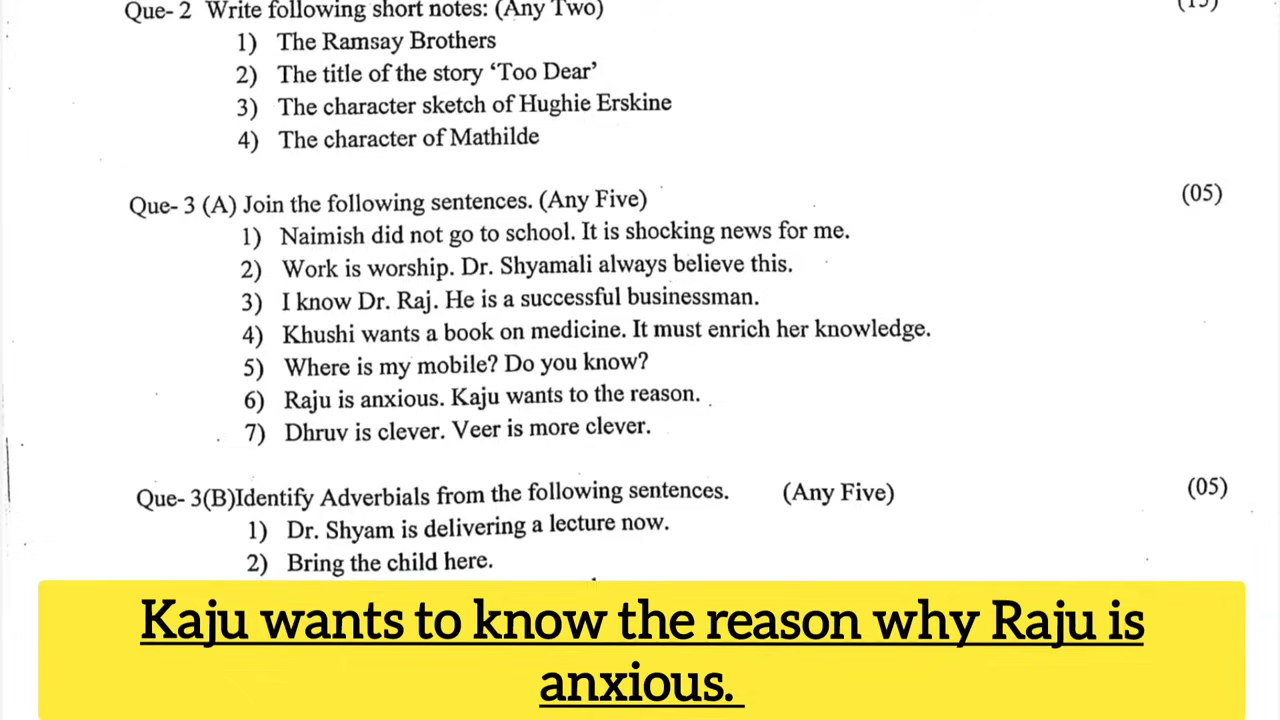 Que- 2 Write following short notes: (Any Two) (15)
1) The Ramsay Brothers
2) The title of the story ‘Too Dear’
3) The character sketch of Hughie Erskine
4) The character of Mathilde
Que- 3 (A) Join the following sentences. (Any Five) (05)
1) Naimish did not go to school. It is shocking news for me.
2) Work is worship. Dr. Shyamali always believe this.
3) I know Dr. Raj. He is a successful businessman.
4) Khushi wants a book on medicine. It must enrich her knowledge.
5) Where is my mobile? Do you know?
6) Raju is anxious. Kaju wants to the reason.
7) Dhruv is clever. Veer is more clever.
Que- 3(B)Identify Adverbials from the following sentences. (Any Five) (05)
1) Dr. Shyam is delivering a lecture now.
2) Bring the child here.
Kaju wants to know the reason why Raju is
anxious.